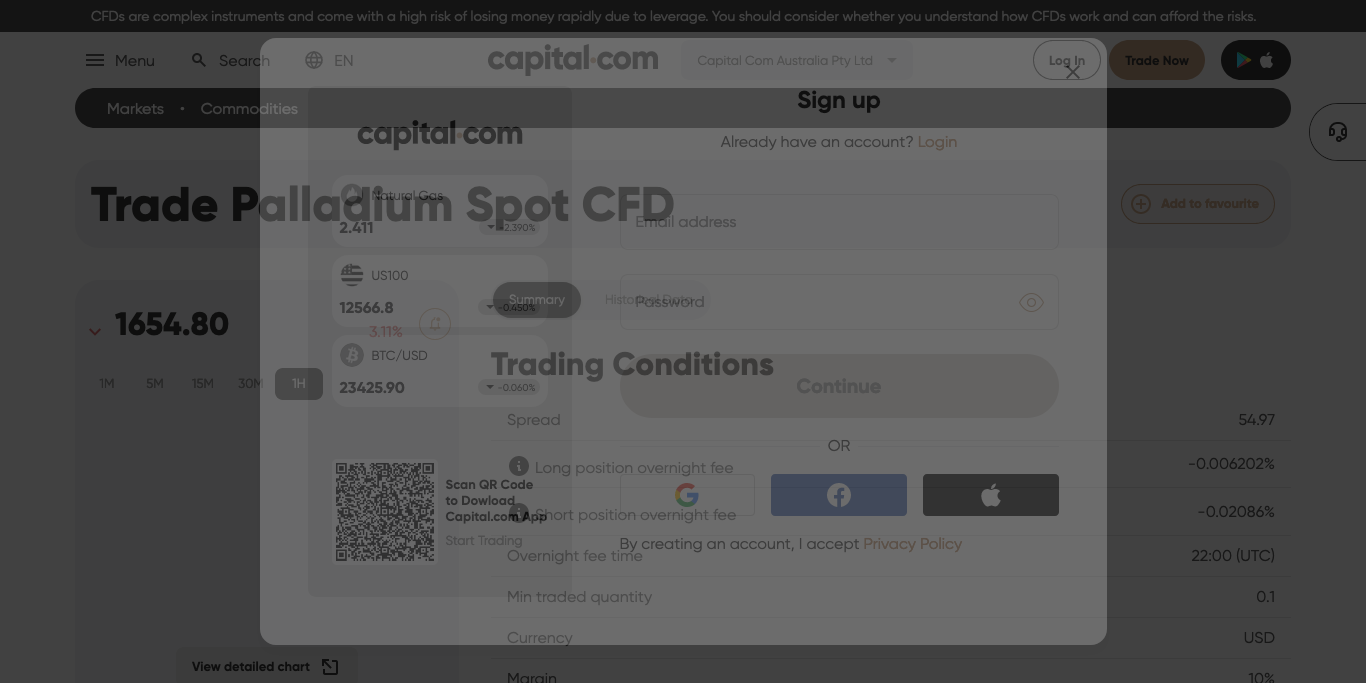 CFDs are complex instruments and come with a high risk of losing money rapidly due to leverage. You should consider whether you understand how CFDs work and can afford the risks.
Menu
Search
EN
capital.com
Capital Com Australia Pty Ltd
Log In
Trade Now
Markets • Commodities
Trade Palladium Spot CFD
Add to favourite
1654.80
3.11%
1M
5M
15M
30M
1H
View detailed chart
Summary
Historical Data
Trading Conditions
Spread 54.97
Long position overnight fee -0.006202%
Short position overnight fee -0.02086%
Overnight fee time 22:00 (UTC)
Min traded quantity 0.1
Currency USD
Margin 10%
capital.com
Natural Gas
2.411
-2.390%
US100
12566.8
-0.450%
BTC/USD
23425.90
-0.060%
Scan QR Code
to Dowload
Capital.com App
Start Trading
Sign up
Already have an account? Login
Email address
Password
Continue
OR
By creating an account, I accept Privacy Policy